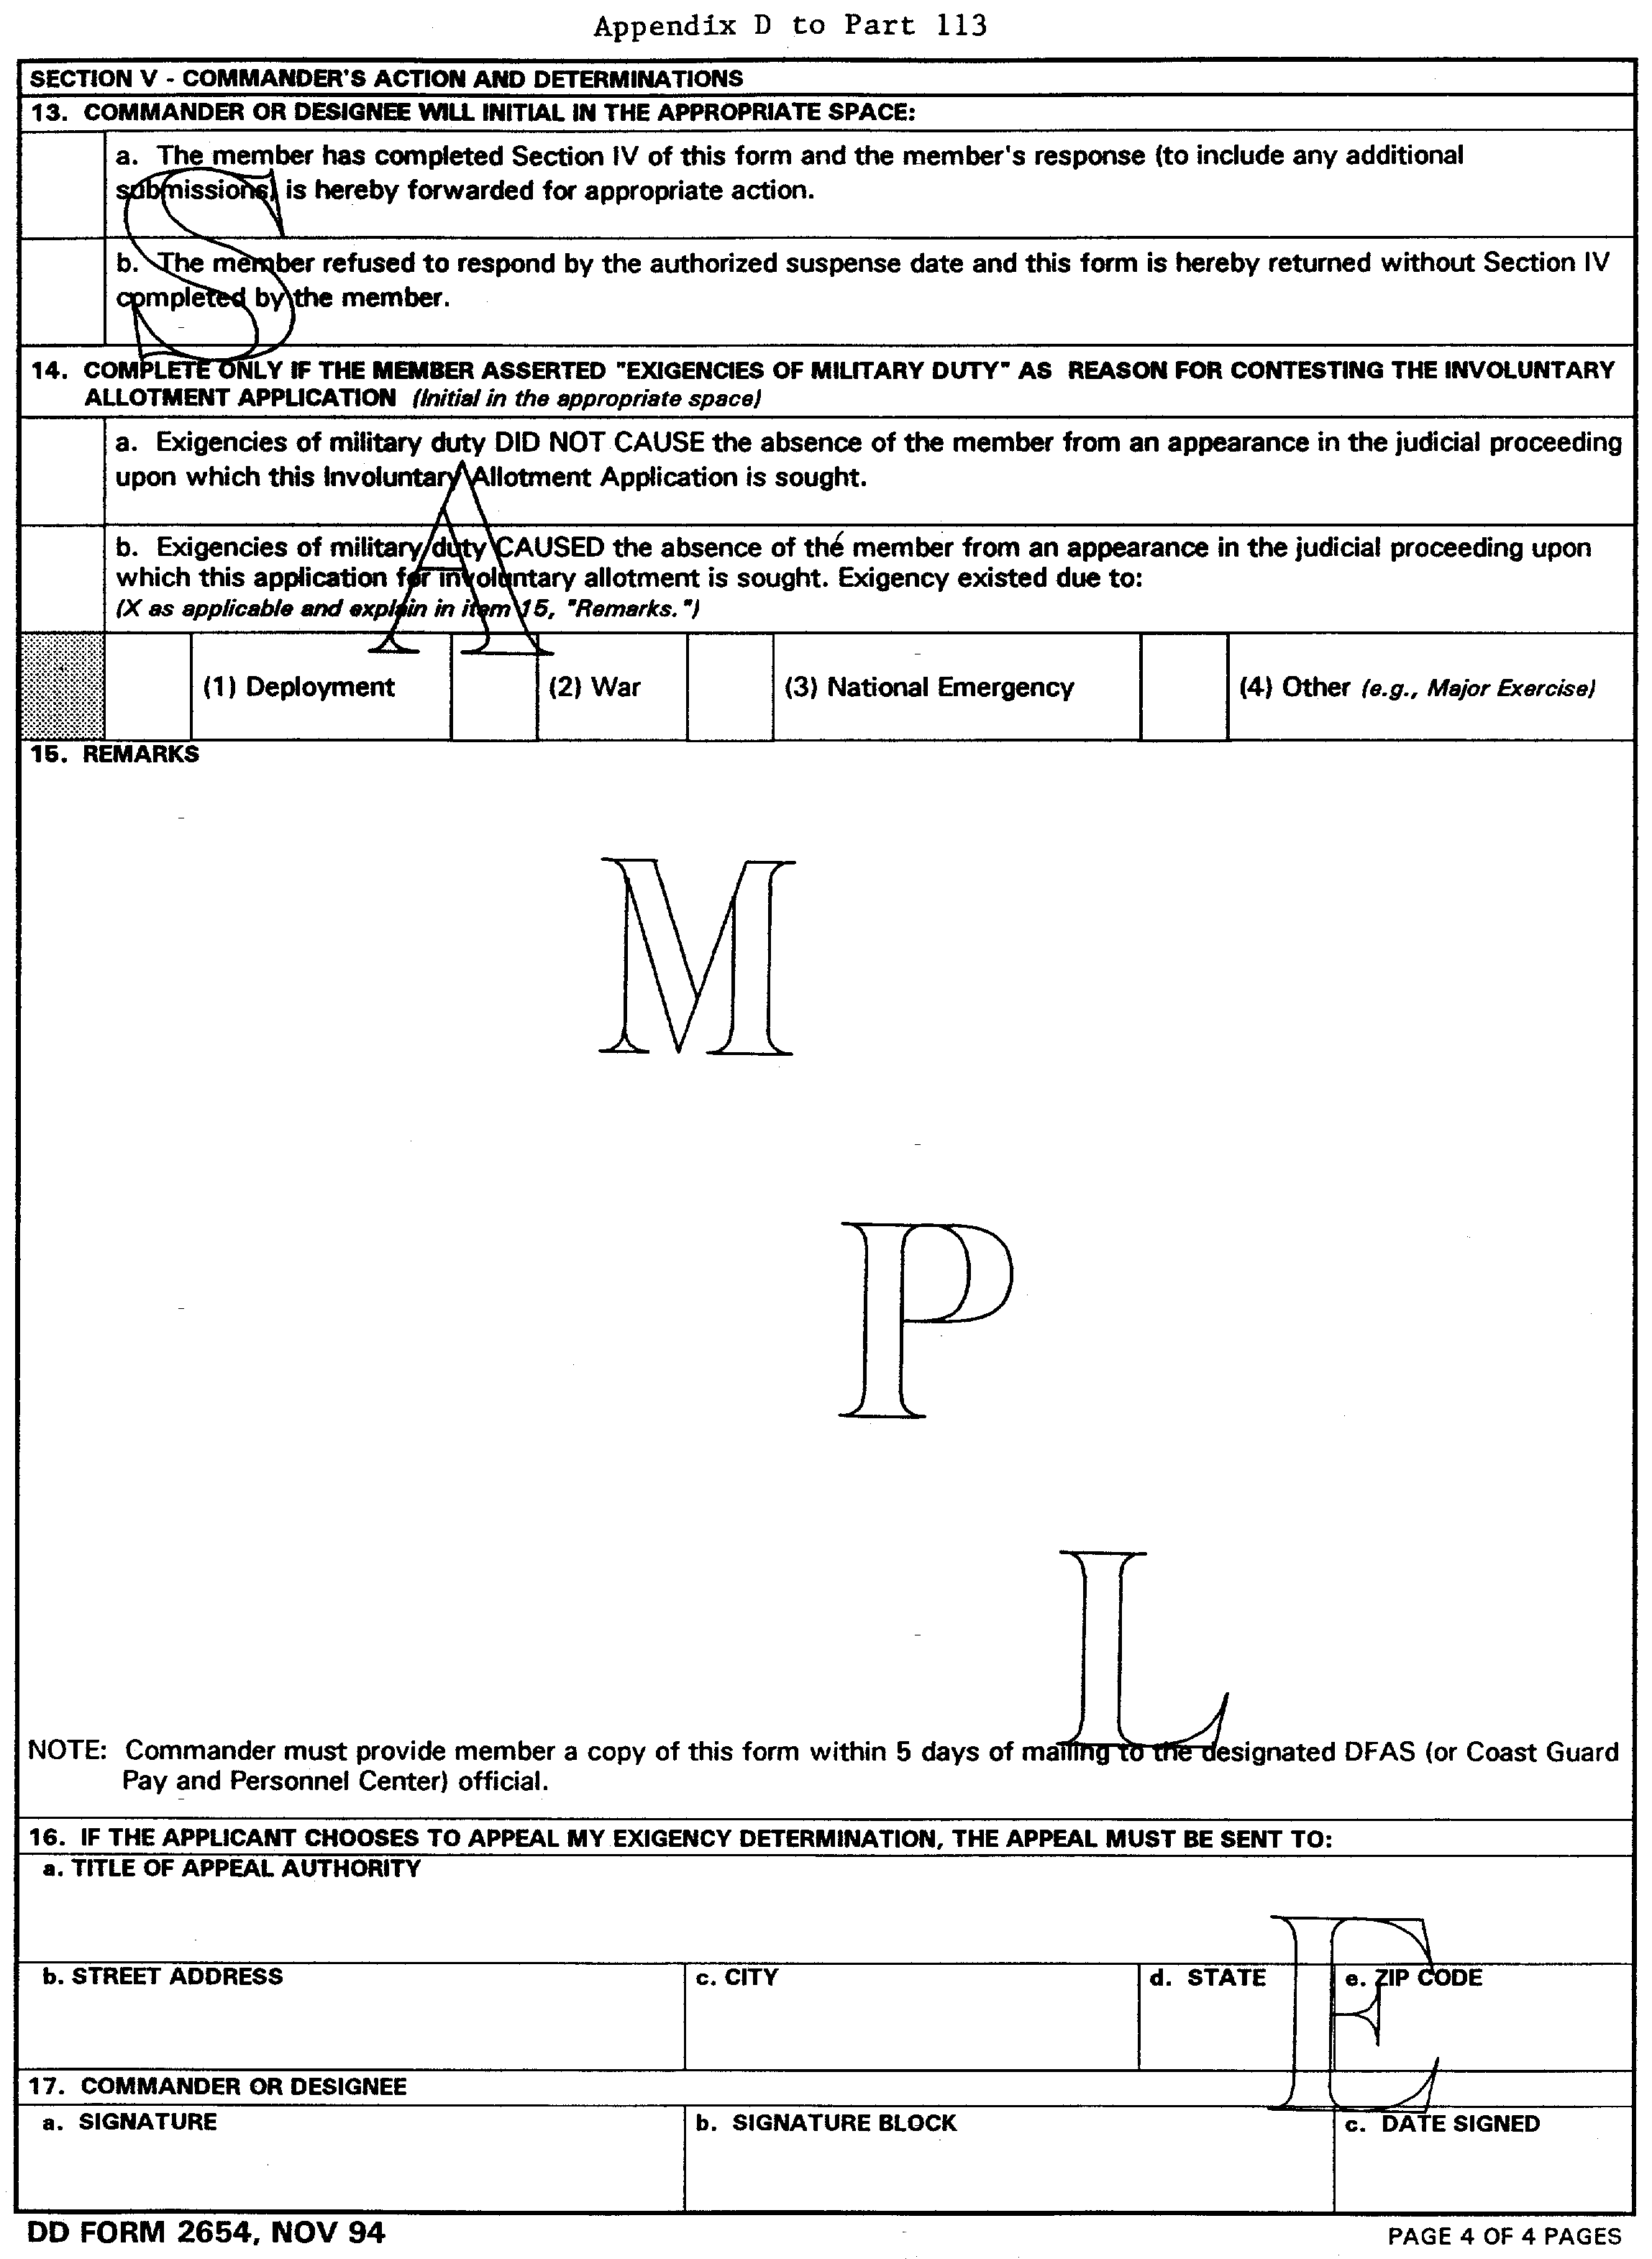 Appendix D to Part 113
SECTION V - COMMANDER'S ACTION AND DETERMINATIONS
13. COMMANDER OR DESIGNEE WILL INITIAL IN THE APPROPRIATE SPACE:
a. The member has completed Section IV of this form and the member's response (to include any additional
submissions) is hereby forwarded for appropriate action.
b. The member refused to respond by the authorized suspense date and this form is hereby returned without Section IV
completed by the member.
14. COMPLETE ONLY IF THE MEMBER ASSERTED "EXIGENCIES OF MILITARY DUTY" AS REASON FOR CONTESTING THE INVOLUNTARY
ALLOTMENT APPLICATION (Initial in the appropriate space)
a. Exigencies of military duty DID NOT CAUSE the absence of the member from an appearance in the judicial proceeding
upon which this Involuntary Allotment Application is sought.
b. Exigencies of military duty CAUSED the absence of the member from an appearance in the judicial proceeding upon
which this application for involuntary allotment is sought. Exigency existed due to:
(X as applicable and explain in item 15, "Remarks.")
(1) Deployment (2) War (3) National Emergency (4) Other (e.g., Major Exercise)
15. REMARKS
SAMPLE
NOTE: Commander must provide member a copy of this form within 5 days of mailing to the designated DFAS (or Coast Guard
Pay and Personnel Center) official.
16. IF THE APPLICANT CHOOSES TO APPEAL MY EXIGENCY DETERMINATION, THE APPEAL MUST BE SENT TO:
a. TITLE OF APPEAL AUTHORITY
b. STREET ADDRESS c. CITY d. STATE e. ZIP CODE
17. COMMANDER OR DESIGNEE
a. SIGNATURE b. SIGNATURE BLOCK c. DATE SIGNED
DD FORM 2654, NOV 94 PAGE 4 OF 4 PAGES